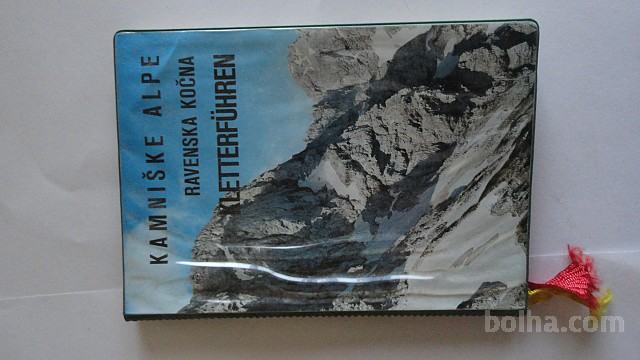 KAMNIŠKE ALPE
RAVENSKA KOČNA
KLETTERFÜHREN
bolha.com